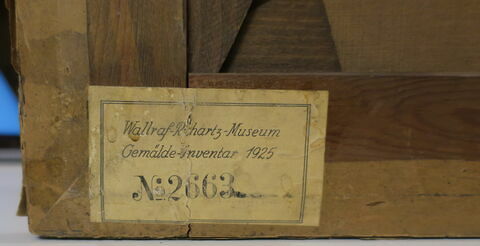 Wallraf-Richartz-Museum
Gemälde-Inventar 1925
No 2663